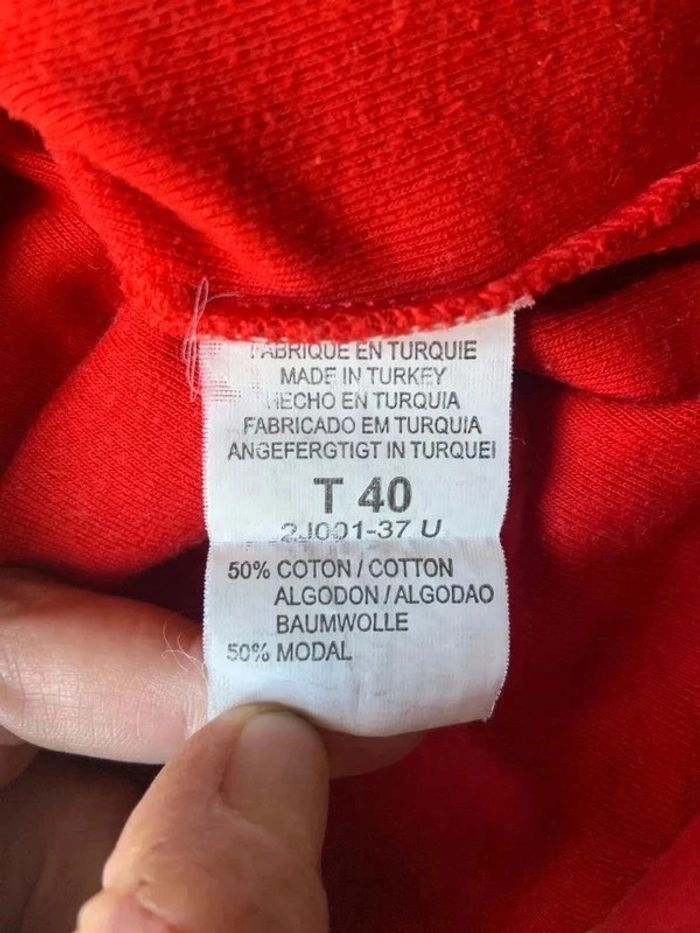 FABRIQUE EN TURQUIE
MADE IN TURKEY
HECHO EN TURQUIA
FABRICADO EM TURQUIA
ANGEFERGTIGT IN TURQUEI
T 40
2J001-37 U
50% COTON / COTTON
ALGODON / ALGODAO
BAUMWOLLE
50% MODAL